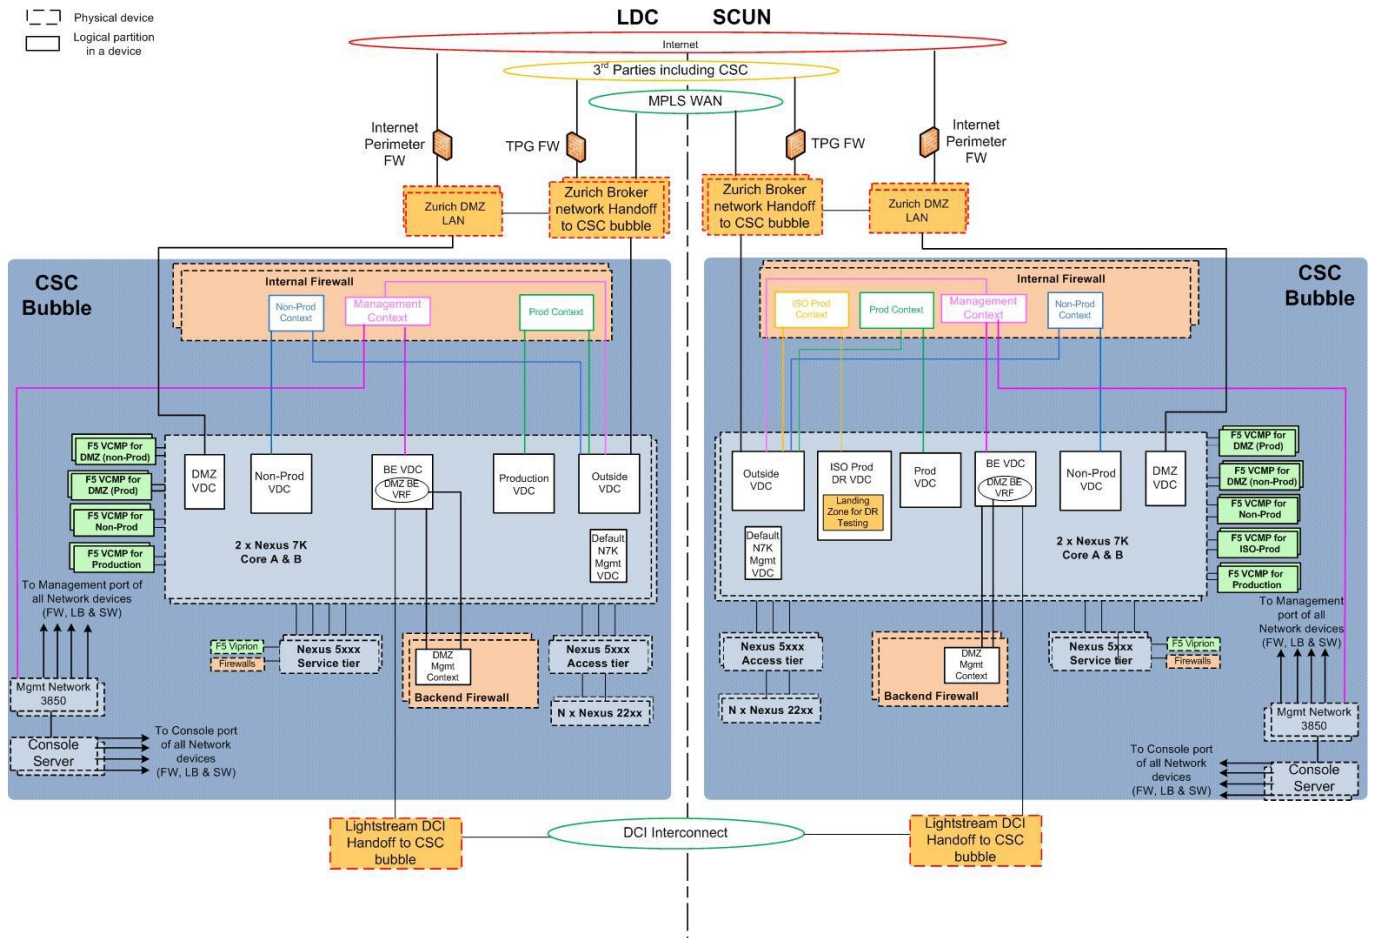 Physical device
Logical partition
in a device
LDC SCUN
Internet
3rd Parties including CSC
MPLS WAN
Internet
Perimeter
FW
TPG FW
TPG FW
Internet
Perimeter
FW
Zurich DMZ
LAN
Zurich Broker
network Handoff
to CSC bubble
Zurich Broker
network Handoff
to CSC bubble
Zurich DMZ
LAN
CSC
Bubble
Internal Firewall
Non-Prod
Context
Management
Context
Prod Context
F5 VCMP for
DMZ (non-Prod)
F5 VCMP for
DMZ (Prod)
F5 VCMP for
Non-Prod
F5 VCMP for
Production
DMZ
VDC
Non-Prod
VDC
BE VDC
DMZ BE
VRF
Production
VDC
Outside
VDC
Default
N7K
Mgmt
VDC
2 x Nexus 7K
Core A & B
To Management port of
all Network devices
(FW, LB & SW)
F5 Viprion
Firewalls
Nexus 5xxx
Service tier
DMZ
Mgmt
Context
Backend Firewall
Nexus 5xxx
Access tier
N x Nexus 22xx
Mgmt Network
3850
Console
Server
To Console port
of all Network
devices
(FW, LB & SW)
Internal Firewall
CSC
Bubble
ISO Prod
Context
Prod Context
Management
Context
Non-Prod
Context
Outside
VDC
ISO Prod
DR VDC
Landing
Zone for DR
Testing
Prod
VDC
BE VDC
DMZ BE
VRF
Non-Prod
VDC
DMZ
VDC
Default
N7K
Mgmt
VDC
2 x Nexus 7K
Core A & B
F5 VCMP for
DMZ (Prod)
F5 VCMP for
DMZ (non-Prod)
F5 VCMP for
Non-Prod
F5 VCMP for
ISO-Prod
F5 VCMP for
Production
To Management
port of all
Network devices
(FW, LB & SW)
Nexus 5xxx
Access tier
N x Nexus 22xx
DMZ
Mgmt
Context
Backend Firewall
Nexus 5xxx
Service tier
F5 Viprion
Firewalls
Mgmt Network
3850
To Console port
of all Network
devices
(FW, LB & SW)
Console
Server
Lightstream DCI
Handoff to CSC
bubble
DCI Interconnect
Lightstream DCI
Handoff to CSC
bubble